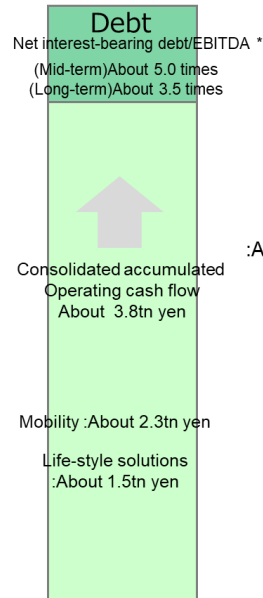 Debt
Net interest-bearing debt/EBITDA *
(Mid-term)About 5.0 times
(Long-term)About 3.5 times
:A
Consolidated accumulated
Operating cash flow
About 3.8tn yen
Mobility :About 2.3tn yen
Life-style solutions
:About 1.5tn yen